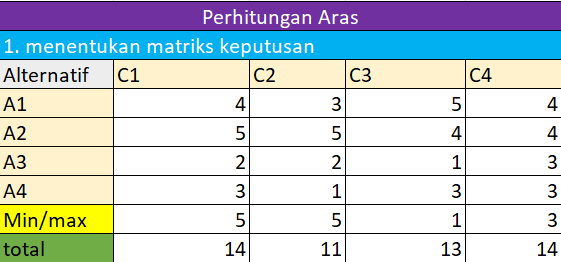 Perhitungan Aras
1. menentukan matriks keputusan
Alternatif C1 C2 C3 C4
A1 4 3 5 4
A2 5 5 4 4
A3 2 2 1 3
A4 3 1 3 3
Min/max 5 5 1 3
total 14 11 13 14